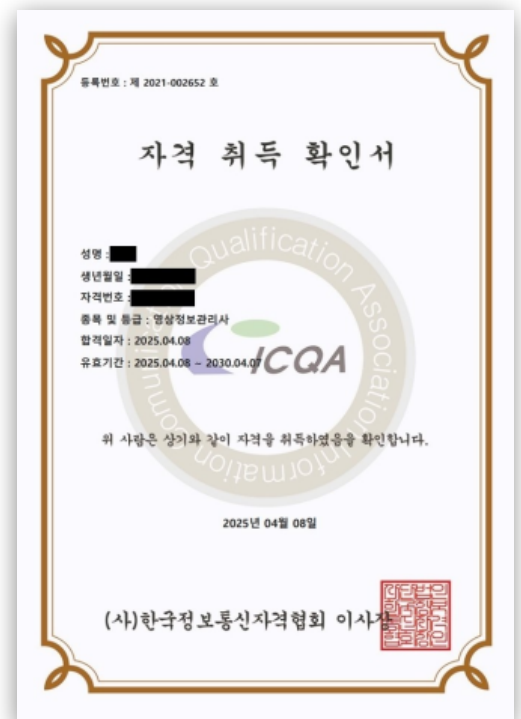 등록번호 : 제 2021-002652 호
자격 취득 확인서
성명 :
생년월일 :
자격번호 :
종목 및 등급 : 영상정보관리사
합격일자 : 2025.04.08
유효기간 : 2025.04.08 ~ 2030.04.07
Information Communication Qualification Association
ICQA
위 사람은 상기와 같이 자격을 취득하였음을 확인합니다.
2025년 04월 08일
(사)한국정보통신자격협회 이사장